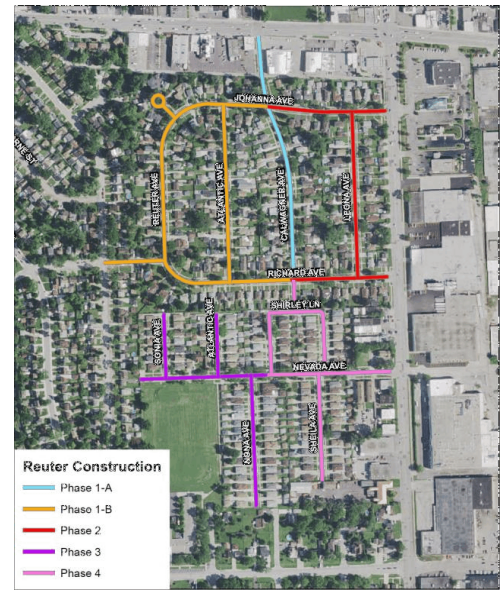 JOHANNA AVE
REUTER AVE
ATLANTIC AVE
CALWAGNER AVE
LEONA AVE
RICHARD AVE
SHIRLEY LN
SONIA AVE
ATLANTIC AVE
NEVADA AVE
NONA AVE
SHEILA AVE
Reuter Construction
Phase 1-A
Phase 1-B
Phase 2
Phase 3
Phase 4